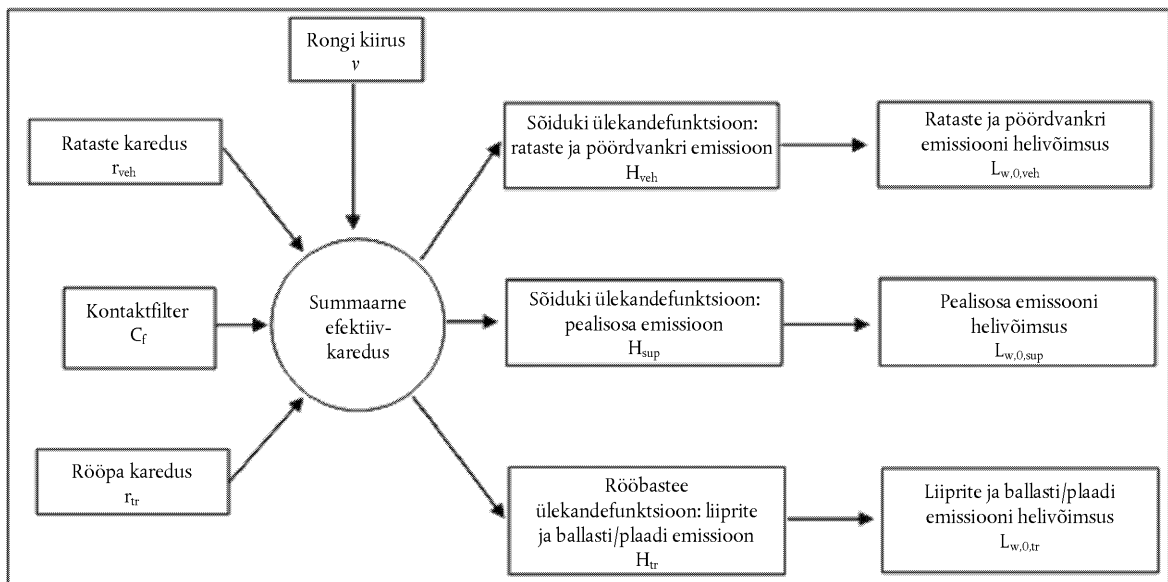 Rongi kiirus
v
Rataste karedus
r_veh
Kontaktfilter
C_f
Rööpa karedus
r_tr
Summaarne
efektiiv-
karedus
Sõiduki ülekandefunktsioon:
rataste ja pöördvankri emissioon
H_veh
Rataste ja pöördvankri
emissiooni helivõimsus
L_w,0,veh
Sõiduki ülekandefunktsioon:
pealisosa emissioon
H_sup
Pealisosa emissooni
helivõimsus
L_w,0,sup
Rööbastee
ülekandefunktsioon: liiprite
ja ballasti/plaadi emissioon
H_tr
Liiprite ja ballasti/plaadi
emissiooni helivõimsus
L_w,0,tr